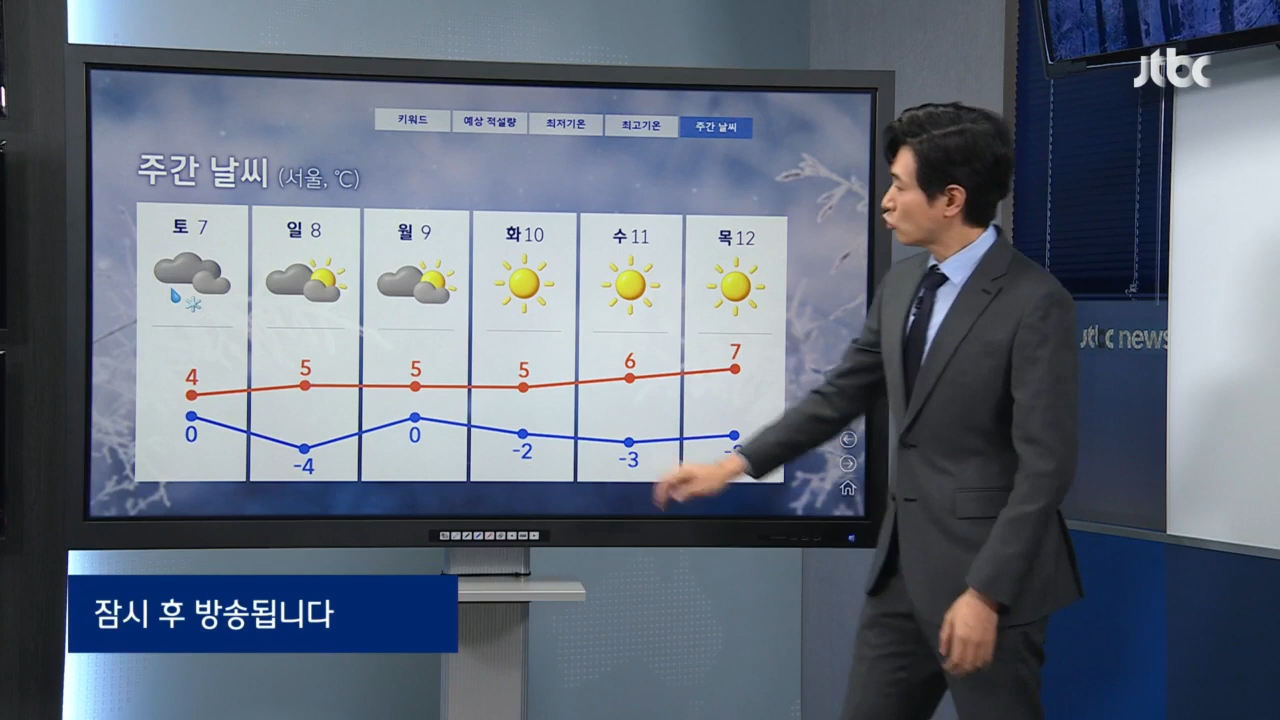 jtbc
키워드 예상 적설량 최저기온 최고기온 주간 날씨
주간 날씨 (서울, ℃)
토 7 일 8 월 9 화 10 수 11 목 12
4 5 5 5 6 7
0 -4 0 -2 -3
jtbc news
잠시 후 방송됩니다